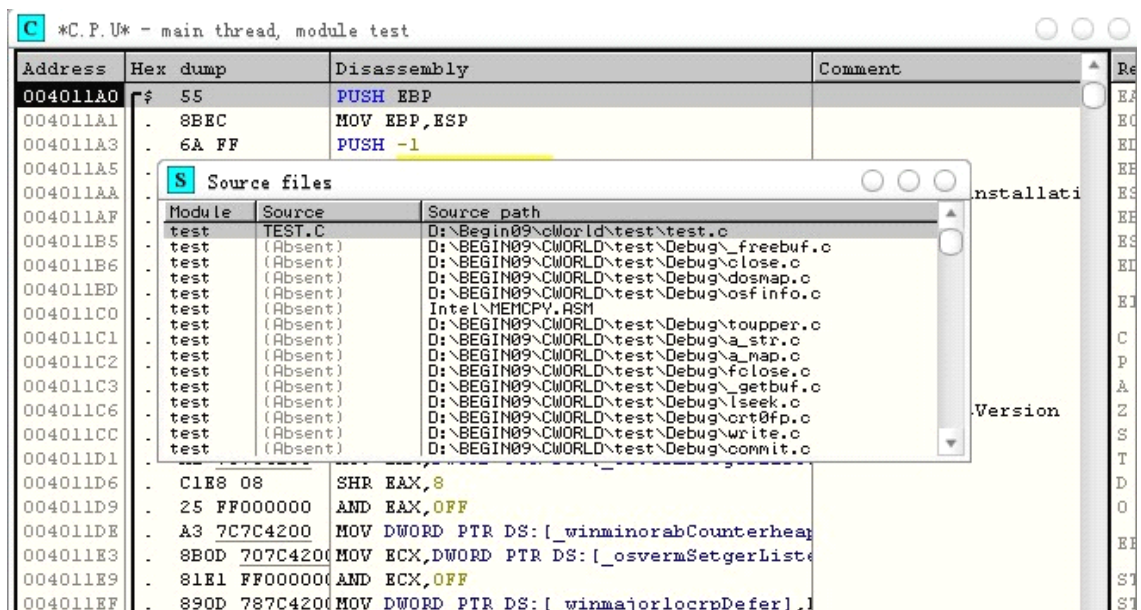 C *C.P.U* - main thread, module test
Address Hex dump Disassembly Comment Re
004011A0 $ 55 PUSH EBP
004011A1 . 8BEC MOV EBP,ESP
004011A3 . 6A FF PUSH -1
004011A5 .
S Source files
004011AA . nstallati
004011AF .
Module Source Source path
test TEST.C D:\Begin09\cWorld\test\test.c
004011B5 .
test (Absent) D:\BEGIN09\CWORLD\test\Debug\_freebuf.c
test (Absent) D:\BEGIN09\CWORLD\test\Debug\close.c
004011B6 .
test (Absent) D:\BEGIN09\CWORLD\test\Debug\dosmap.c
004011BD .
test (Absent) D:\BEGIN09\CWORLD\test\Debug\osfinfo.c
004011C0 .
test (Absent) Intel\MEMCPY.ASM
test (Absent) D:\BEGIN09\CWORLD\test\Debug\toupper.c
004011C1 .
test (Absent) D:\BEGIN09\CWORLD\test\Debug\a_str.c
004011C2 .
test (Absent) D:\BEGIN09\CWORLD\test\Debug\a_map.c
test (Absent) D:\BEGIN09\CWORLD\test\Debug\fclose.c
004011C3 .
test (Absent) D:\BEGIN09\CWORLD\test\Debug\_getbuf.c
test (Absent) D:\BEGIN09\CWORLD\test\Debug\lseek.c
004011C6 . .Version
test (Absent) D:\BEGIN09\CWORLD\test\Debug\crt0fp.c
004011CC .
test (Absent) D:\BEGIN09\CWORLD\test\Debug\write.c
test (Absent) D:\BEGIN09\CWORLD\test\Debug\commit.c
004011D1 .
004011D6 . C1E8 08 SHR EAX,8
004011D9 . 25 FF000000 AND EAX,0FF
004011DE . A3 7C7C4200 MOV DWORD PTR DS:[_winminorabCounterheap
004011E3 . 8B0D 707C4200 MOV ECX,DWORD PTR DS:[_osvermSetgerListe
004011E9 . 81E1 FF000000 AND ECX,0FF
004011EF . 890D 787C4200 MOV DWORD PTR DS:[_winmajorlocrpDefer],